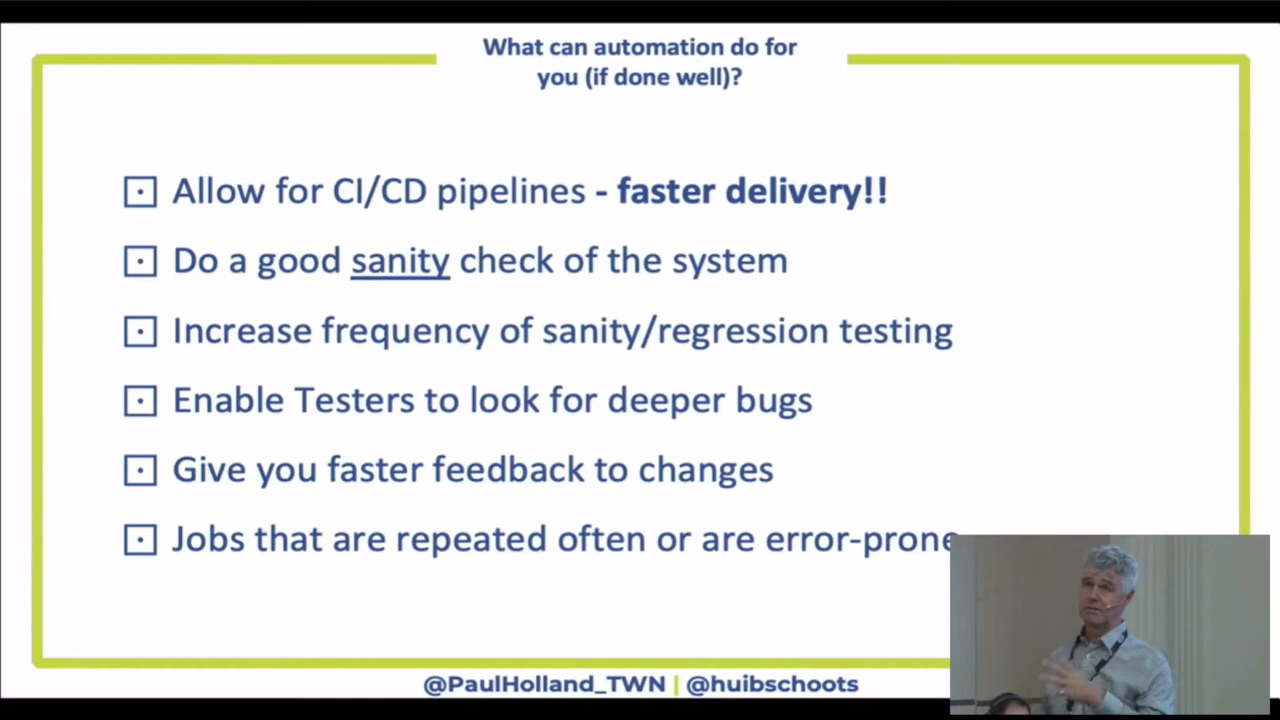 What can automation do for
you (if done well)?
Allow for CI/CD pipelines - faster delivery!!
Do a good sanity check of the system
Increase frequency of sanity/regression testing
Enable Testers to look for deeper bugs
Give you faster feedback to changes
Jobs that are repeated often or are error-prone
@PaulHolland_TWN | @huibschoots